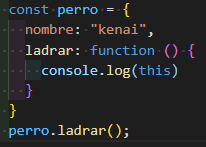 const perro = {
  nombre: "kenai",
  ladrar: function () {
    console.log(this)
  }
}
perro.ladrar();